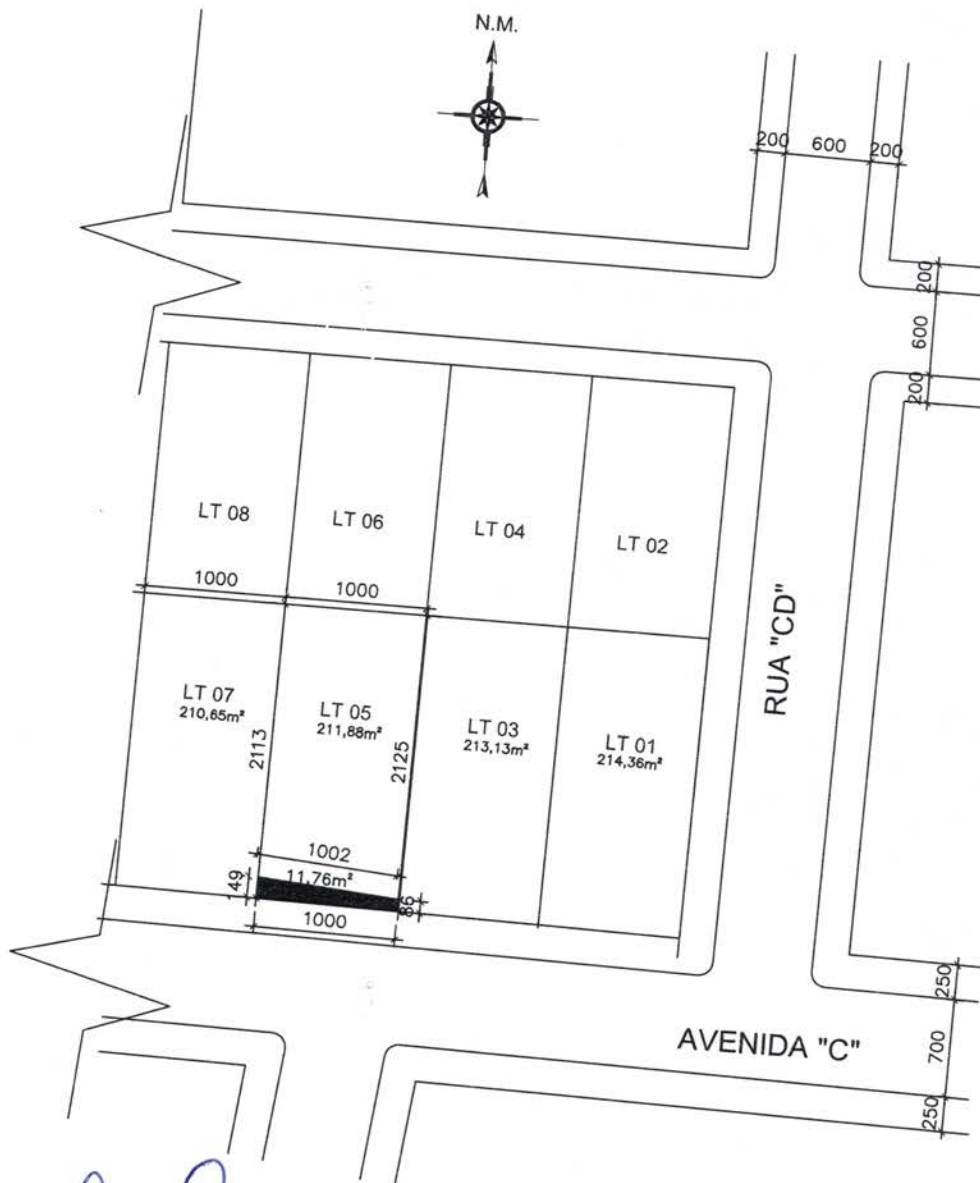 N.M.
200
600
200
200
600
200
LT 08
LT 06
LT 04
LT 02
1000
1000
RUA "CD"
LT 07
210,65m²
LT 05
211,88m²
LT 03
213,13m²
LT 01
214,36m²
2113
2125
1002
11,76m²
149
86
1000
250
700
250
AVENIDA "C"